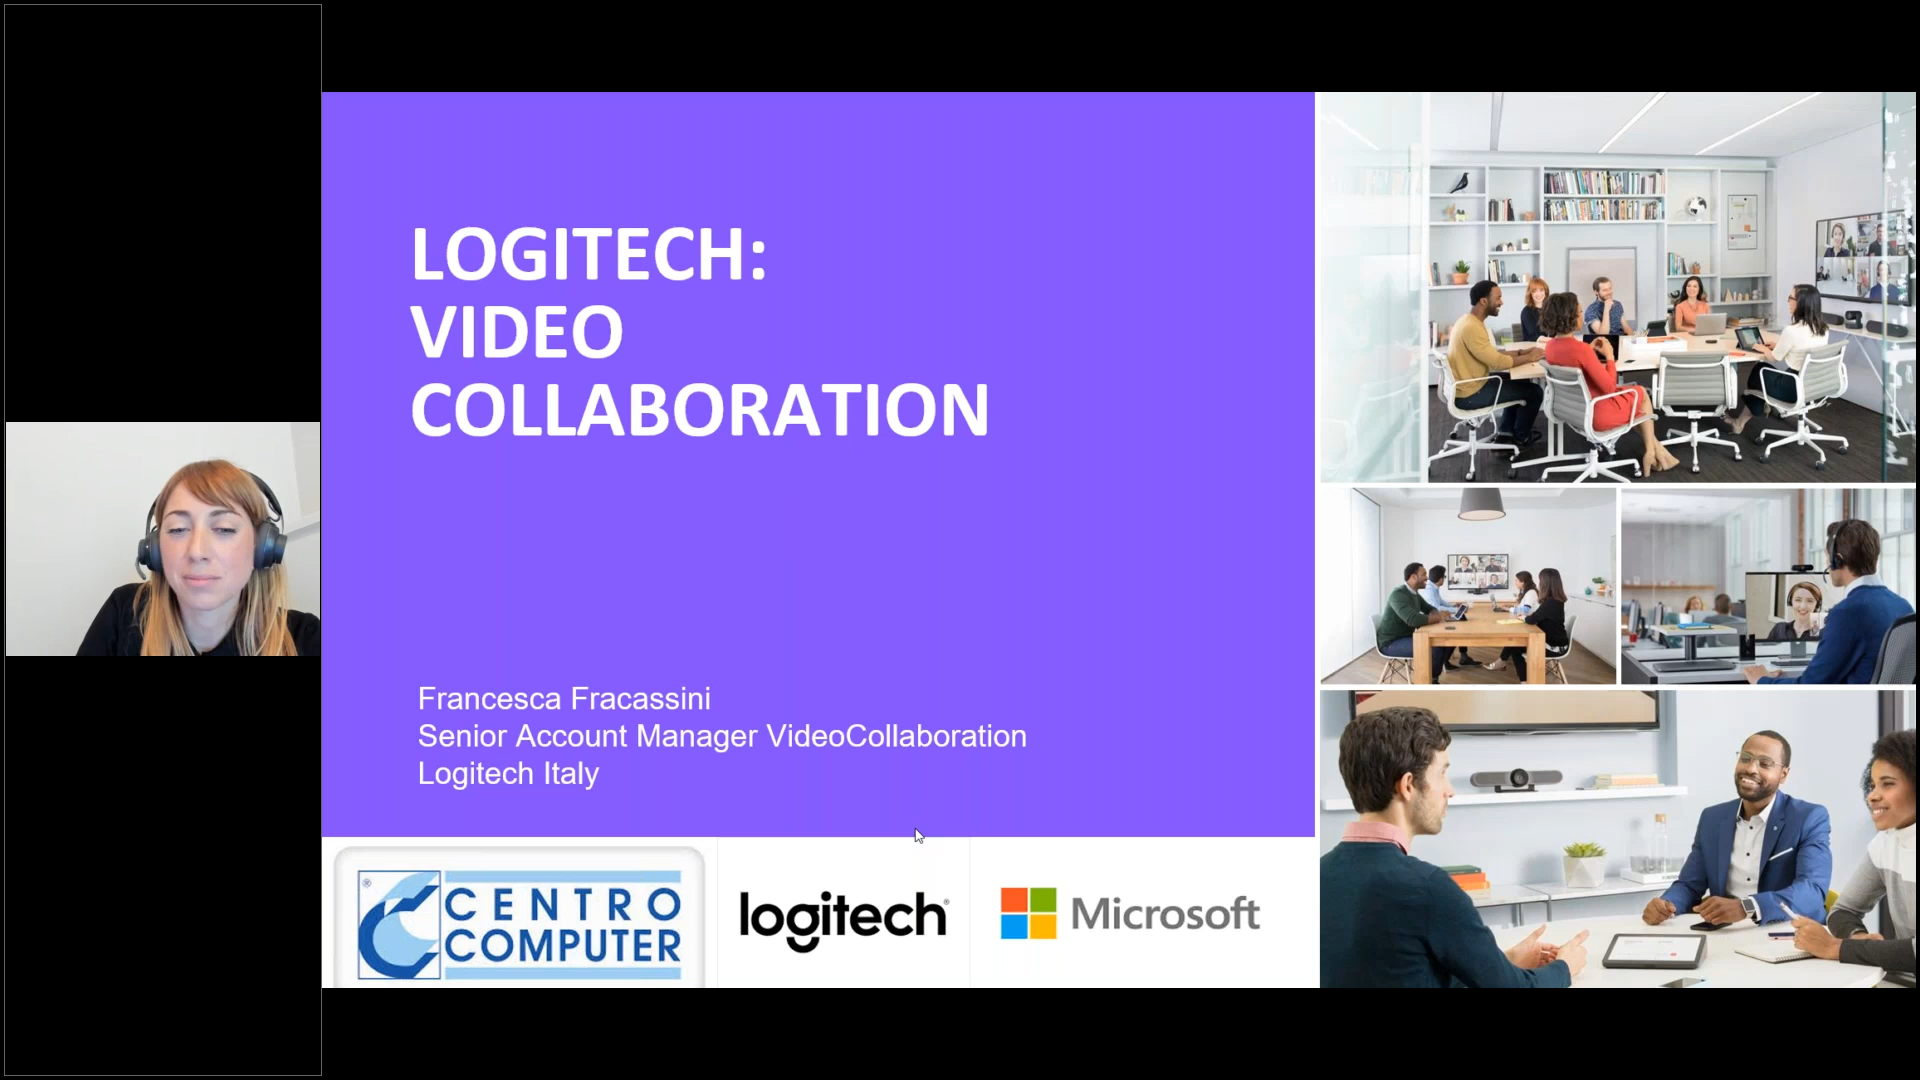 LOGITECH:
VIDEO
COLLABORATION
Francesca Fracassini
Senior Account Manager VideoCollaboration
Logitech Italy
®
CENTRO
COMPUTER
logitech®
Microsoft